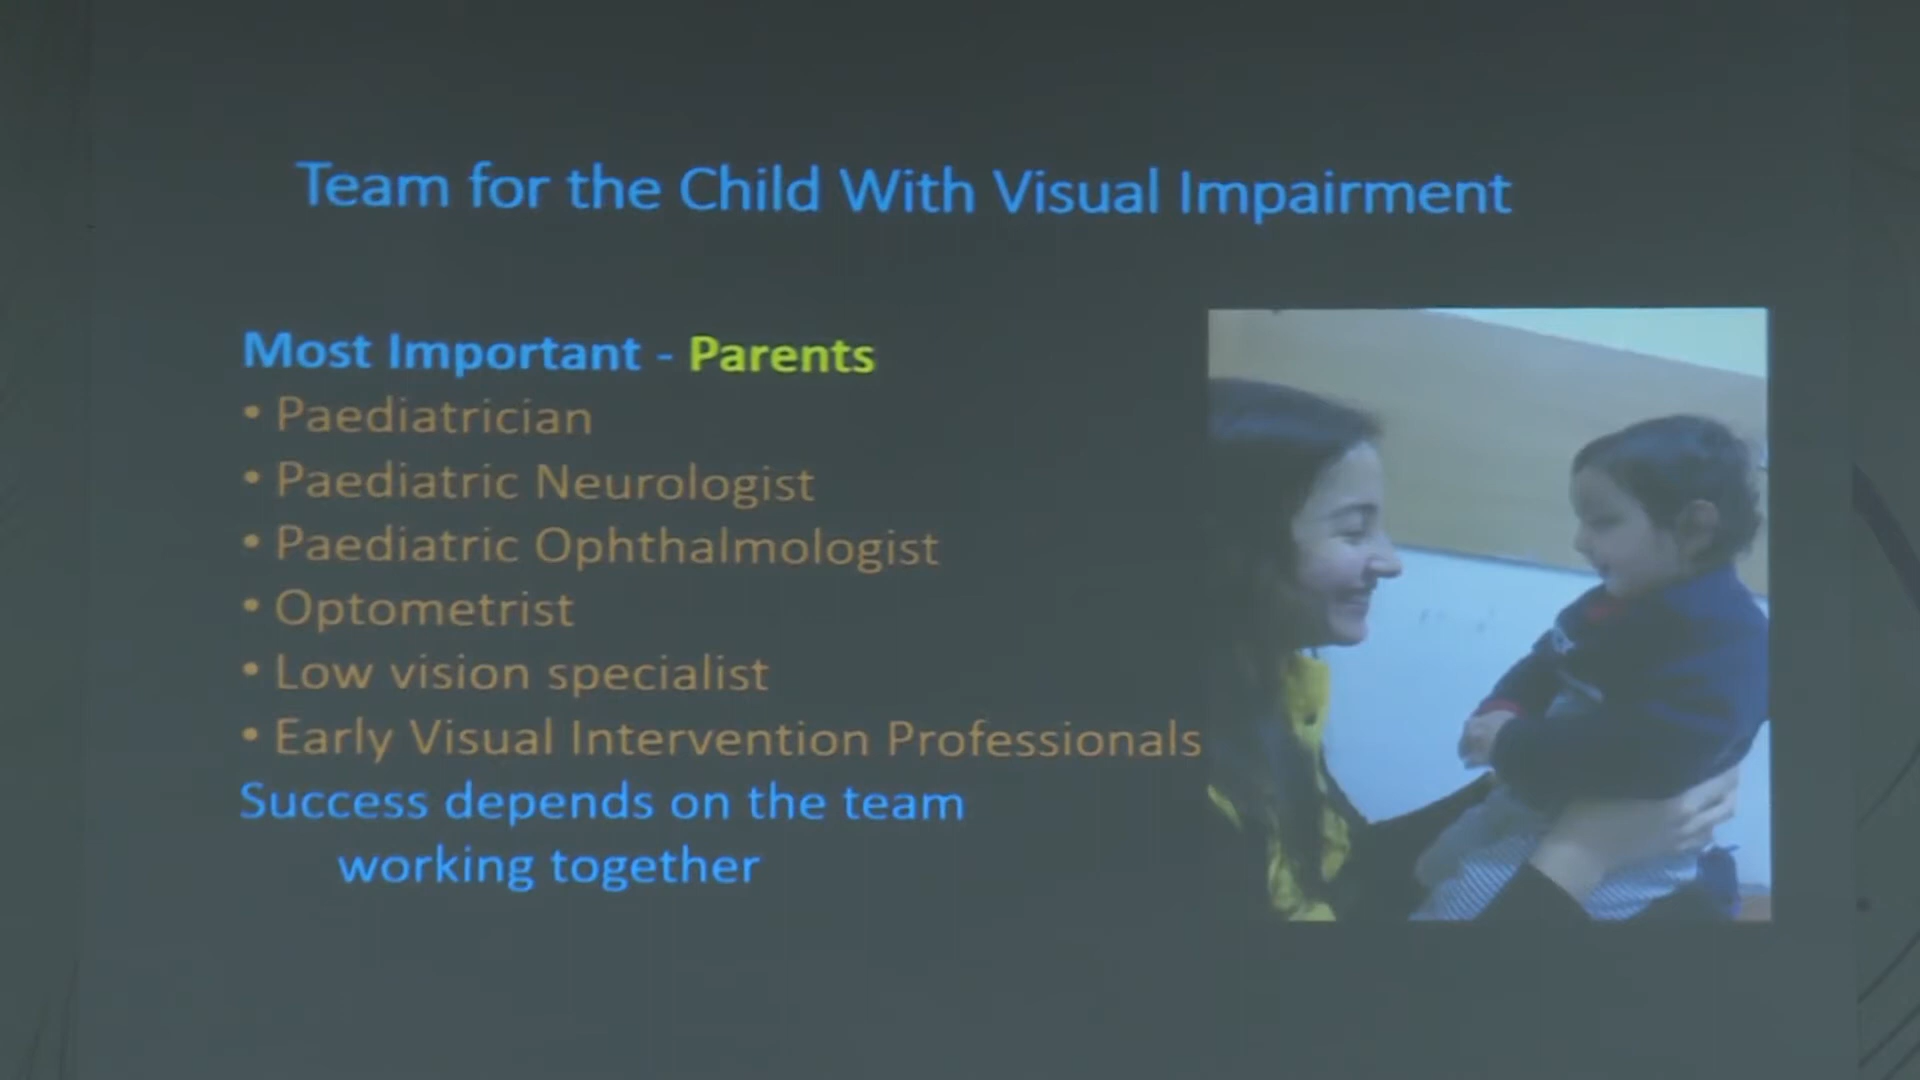 Team for the Child With Visual Impairment
Most Important - Parents
• Paediatrician
• Paediatric Neurologist
• Paediatric Ophthalmologist
• Optometrist
• Low vision specialist
• Early Visual Intervention Professionals
Success depends on the team
working together